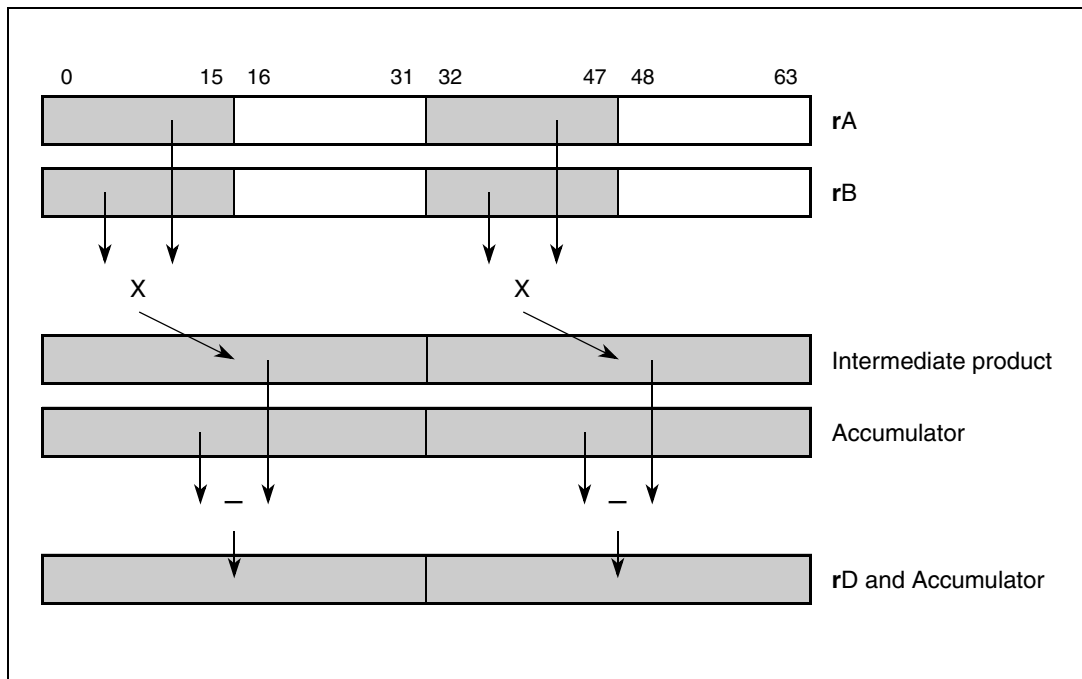 0 15 16 31 32 47 48 63
rA
rB
X X
Intermediate product
Accumulator
– –
rD and Accumulator